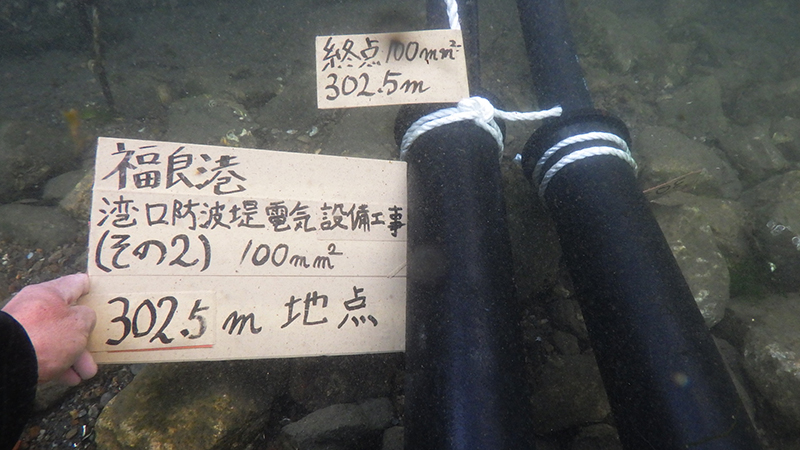 終点100mm²
302.5m
福良港
湾口防波堤電気設備工事
(その2) 100mm²
302.5m 地点